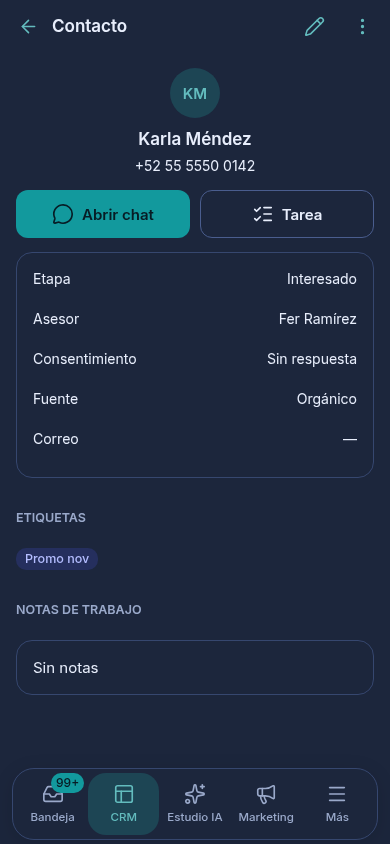 Contacto
KM
Karla Méndez
+52 55 5550 0142
Abrir chat
Tarea
Etapa Interesado
Asesor Fer Ramírez
Consentimiento Sin respuesta
Fuente Orgánico
Correo —
ETIQUETAS
Promo nov
NOTAS DE TRABAJO
Sin notas
99+
Bandeja CRM Estudio IA Marketing Más